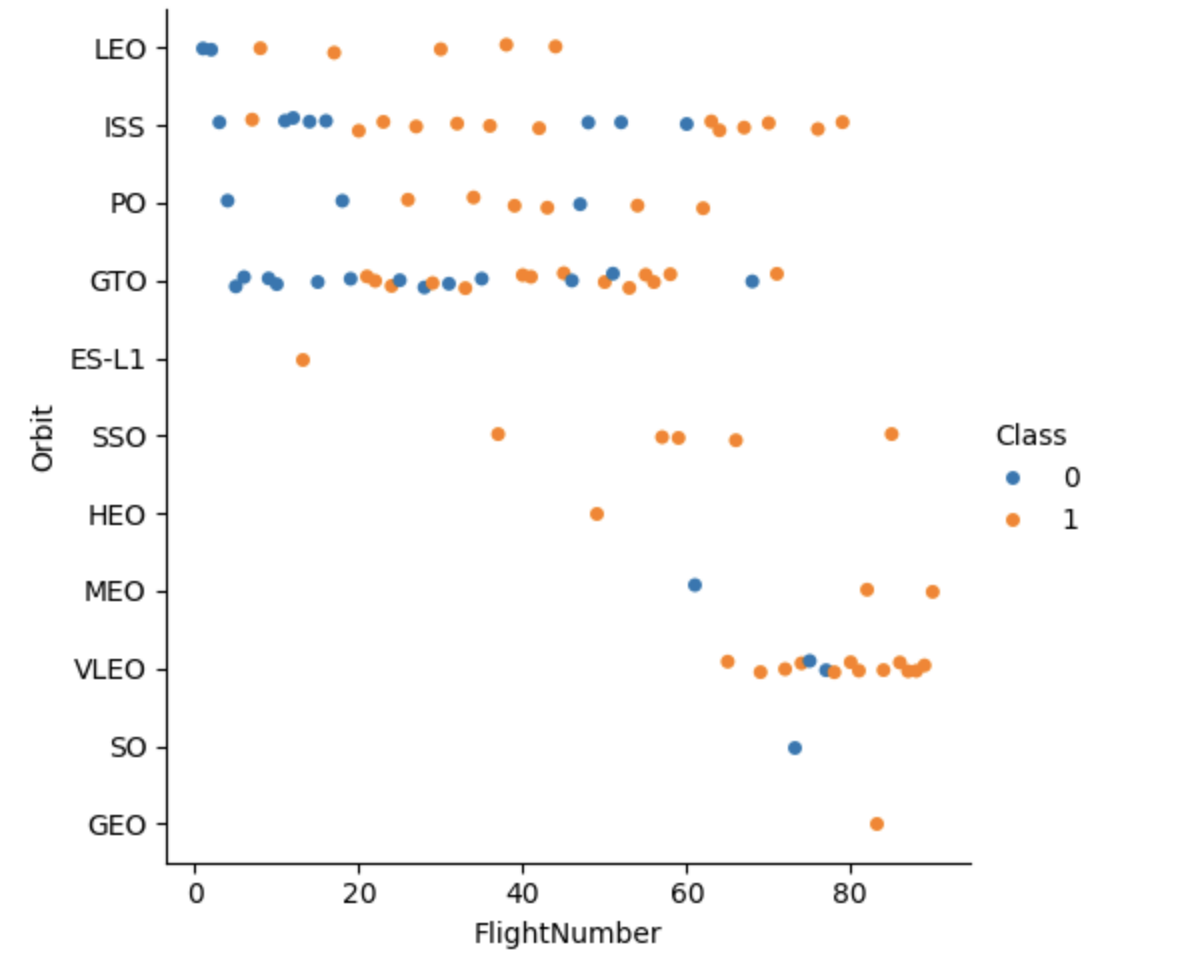 LEO
ISS
PO
GTO
ES-L1
SSO
HEO
MEO
VLEO
SO
GEO
Orbit
0 20 40 60 80
FlightNumber
Class
0
1